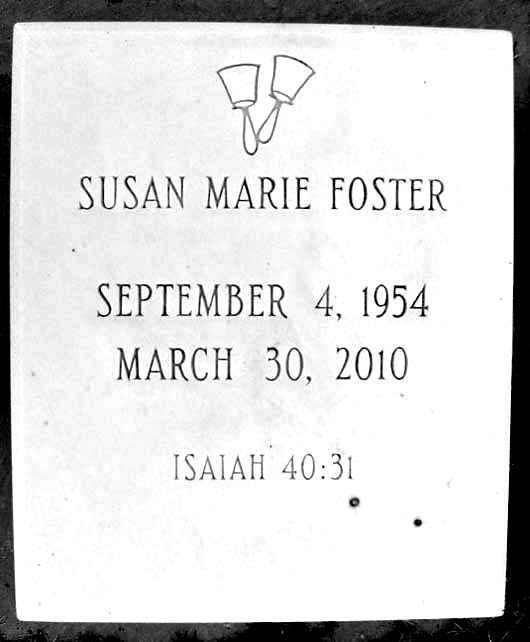 SUSAN MARIE FOSTER
SEPTEMBER 4, 1954
MARCH 30, 2010
ISAIAH 40:31